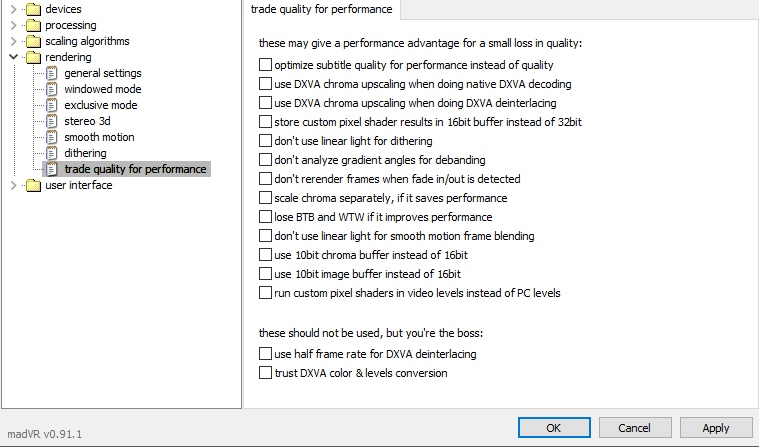 devices
processing
scaling algorithms
rendering
general settings
windowed mode
exclusive mode
stereo 3d
smooth motion
dithering
trade quality for performance
user interface
madVR v0.91.1
trade quality for performance
these may give a performance advantage for a small loss in quality:
optimize subtitle quality for performance instead of quality
use DXVA chroma upscaling when doing native DXVA decoding
use DXVA chroma upscaling when doing DXVA deinterlacing
store custom pixel shader results in 16bit buffer instead of 32bit
don't use linear light for dithering
don't analyze gradient angles for debanding
don't rerender frames when fade in/out is detected
scale chroma separately, if it saves performance
lose BTB and WTW if it improves performance
don't use linear light for smooth motion frame blending
use 10bit chroma buffer instead of 16bit
use 10bit image buffer instead of 16bit
run custom pixel shaders in video levels instead of PC levels
these should not be used, but you're the boss:
use half frame rate for DXVA deinterlacing
trust DXVA color & levels conversion
OK
Cancel
Apply